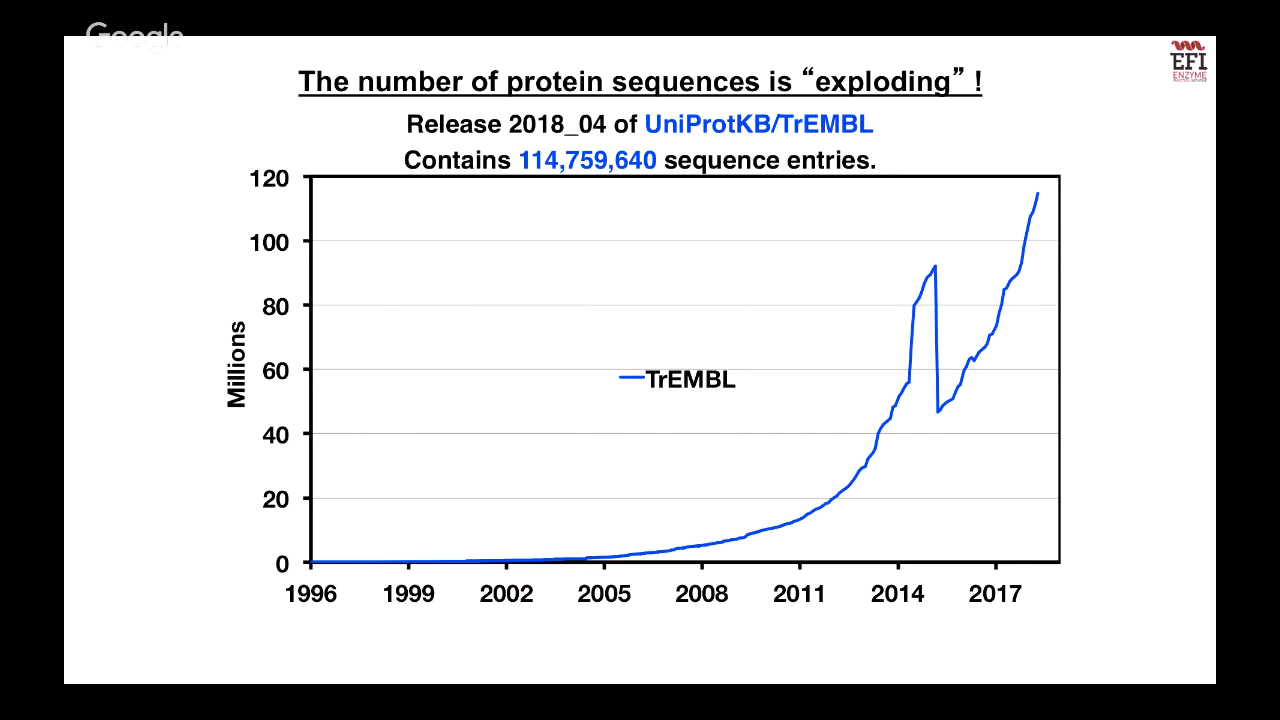 Google
EFI
ENZYME
The number of protein sequences is “exploding” !
Release 2018_04 of UniProtKB/TrEMBL
Contains 114,759,640 sequence entries.
120
100
80
60
40
20
0
Millions
TrEMBL
1996 1999 2002 2005 2008 2011 2014 2017